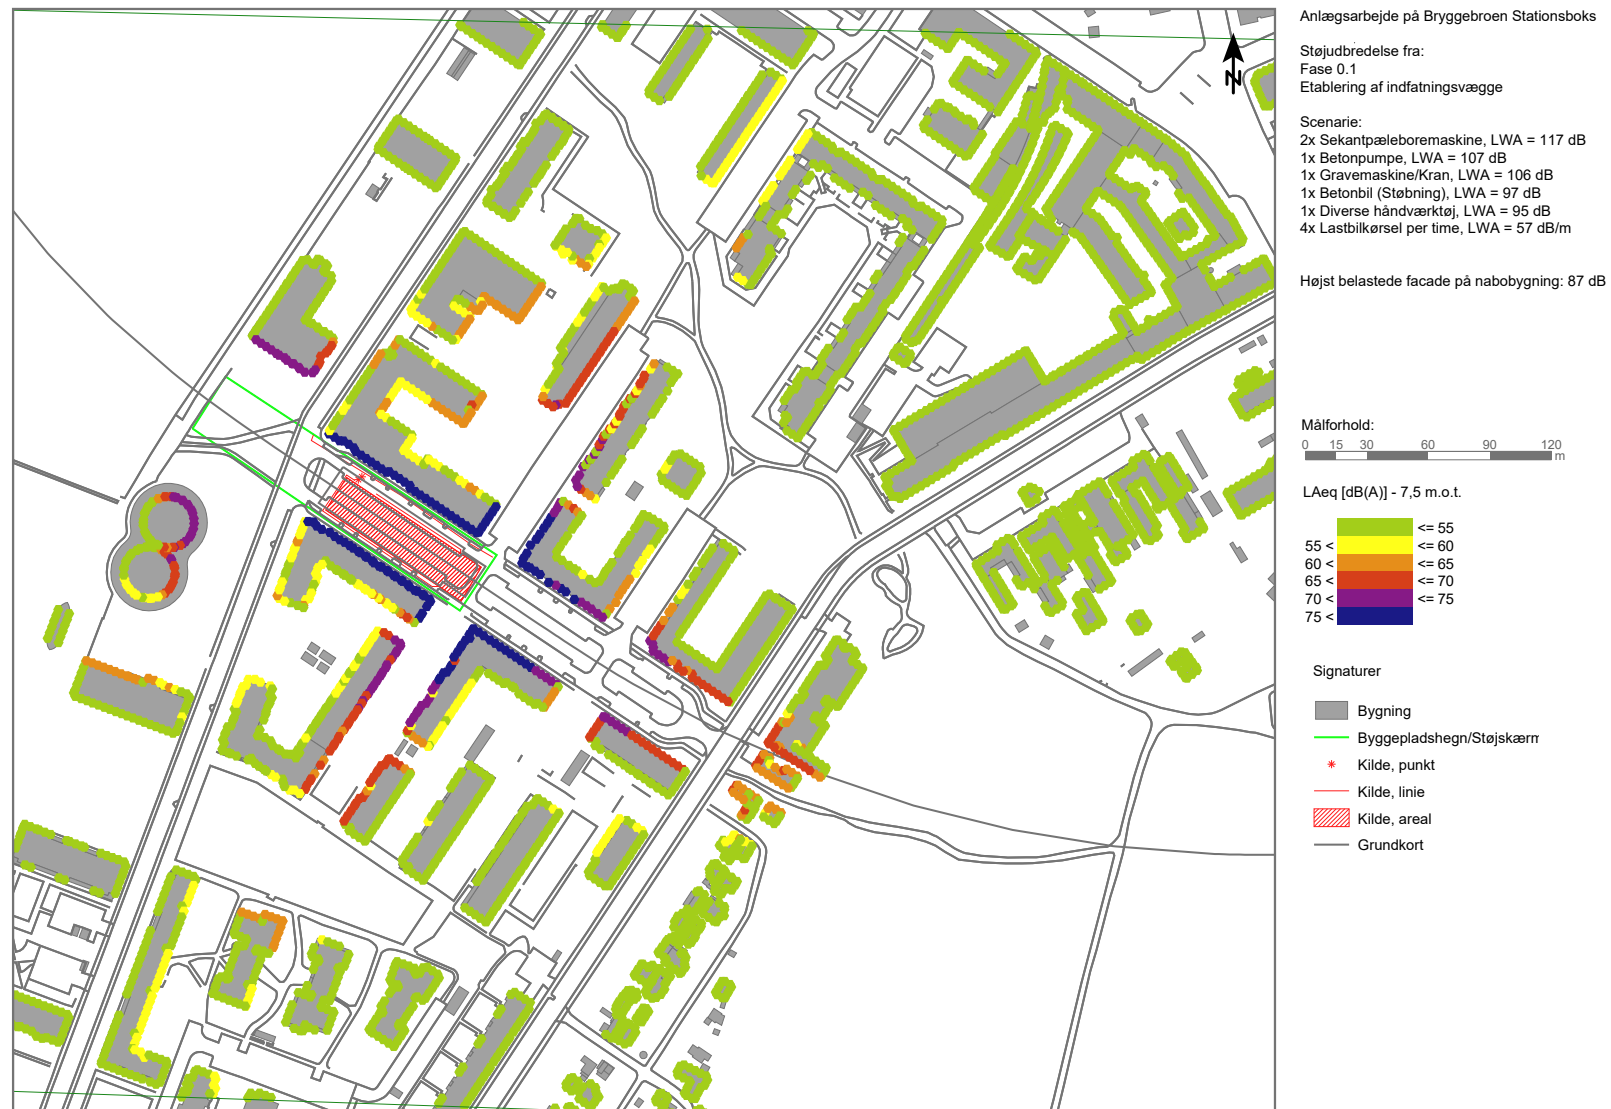 Anlægsarbejde på Bryggebroen Stationsboks
Støjudbredelse fra:
Fase 0.1
Etablering af indfatningsvægge
Scenarie:
2x Sekantpæleboremaskine, LWA = 117 dB
1x Betonpumpe, LWA = 107 dB
1x Gravemaskine/Kran, LWA = 106 dB
1x Betonbil (Støbning), LWA = 97 dB
1x Diverse håndværktøj, LWA = 95 dB
4x Lastbilkørsel per time, LWA = 57 dB/m
Højst belastede facade på nabobygning: 87 dB
N
Målforhold:
0 15 30 60 90 120
m
LAeq [dB(A)] - 7,5 m.o.t.
<= 55
55 < <= 60
60 < <= 65
65 < <= 70
70 < <= 75
75 <
Signaturer
Bygning
Byggepladshegn/Støjskærm
Kilde, punkt
Kilde, linie
Kilde, areal
Grundkort